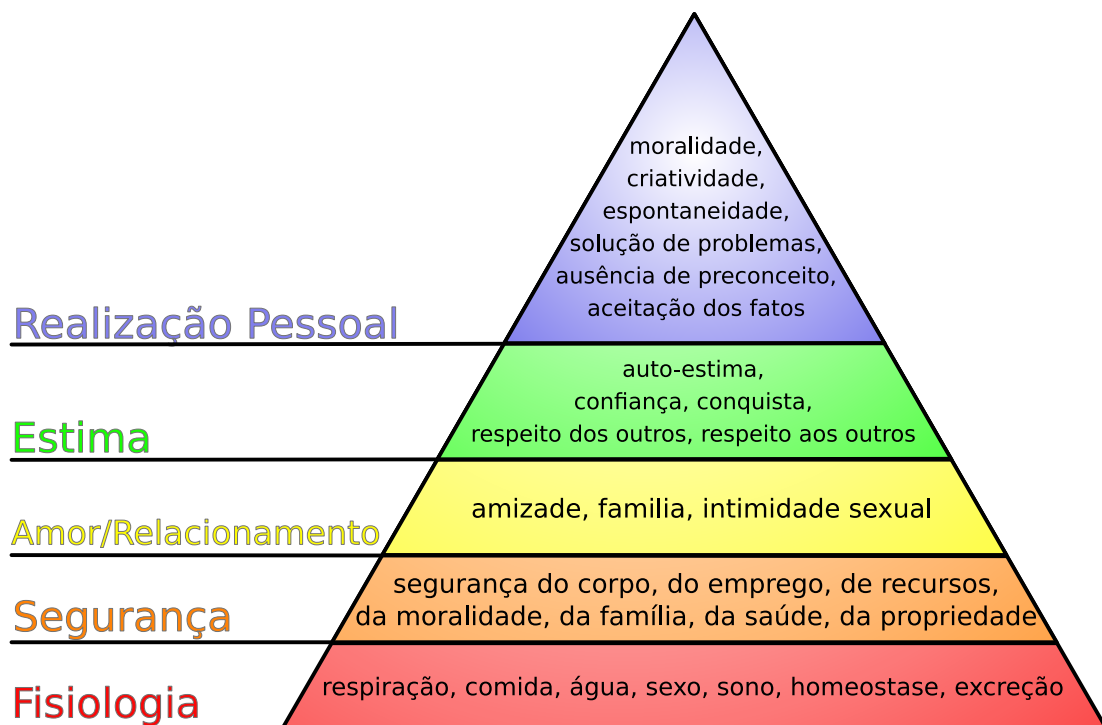 moralidade,
criatividade,
espontaneidade,
solução de problemas,
ausência de preconceito,
aceitação dos fatos
Realização Pessoal
auto-estima,
confiança, conquista,
respeito dos outros, respeito aos outros
Estima
amizade, familia, intimidade sexual
Amor/Relacionamento
segurança do corpo, do emprego, de recursos,
da moralidade, da família, da saúde, da propriedade
Segurança
respiração, comida, água, sexo, sono, homeostase, excreção
Fisiologia